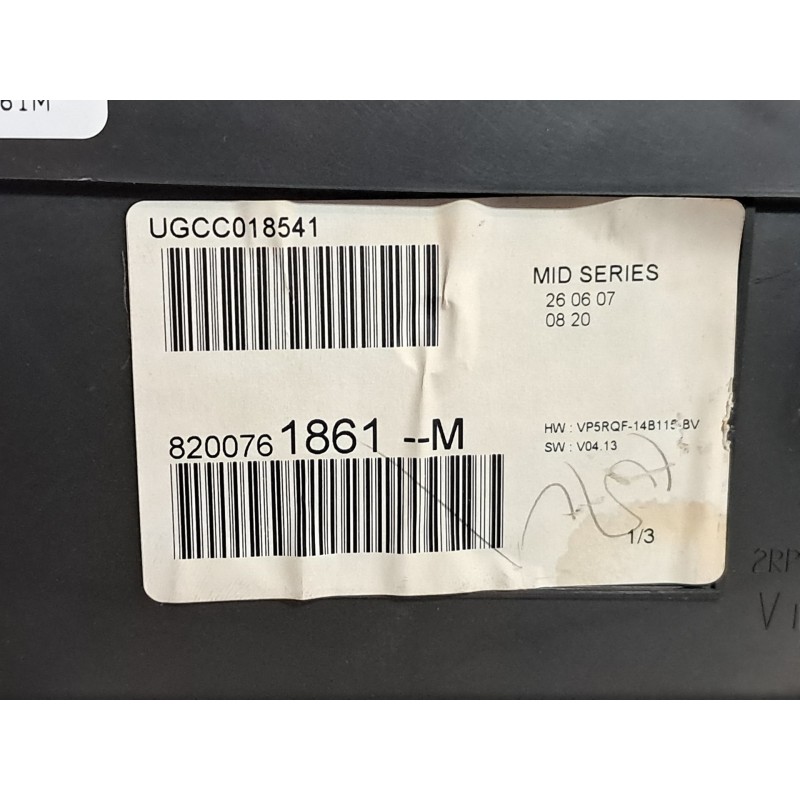 61M
UGCC018541
MID SERIES
26 06 07
08 20
8200761861 --M
HW : VP5RQF-14B115-BV
SW : V04.13
1/3